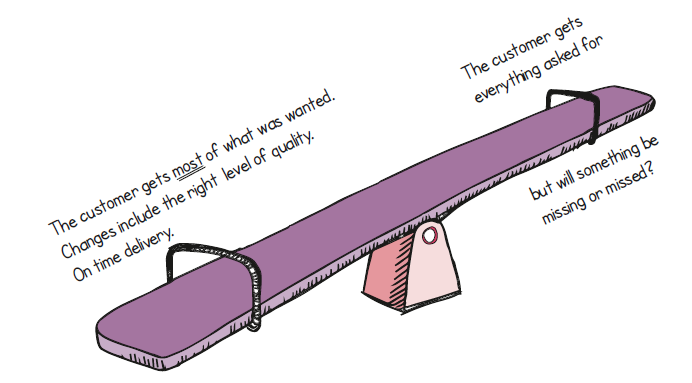 The customer gets most of what was wanted.
Changes include the right level of quality.
On time delivery.
The customer gets
everything asked for
but will something be
missing or missed?